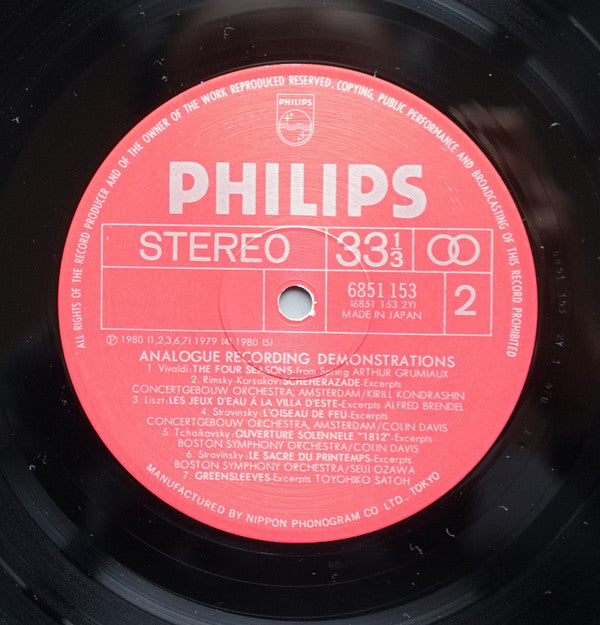 ALL RIGHTS OF THE RECORD PRODUCER AND OF THE OWNER OF THE WORK REPRODUCED RESERVED. COPYING, PUBLIC PERFORMANCE AND BROADCASTING OF THIS RECORD PROHIBITED
PHILIPS
PHILIPS
STEREO 33⅓
6851 153
(6851 153 2Y)
MADE IN JAPAN
2
Ⓟ 1980 (1,2,3,6,7) 1979 (4) 1980 (5)
ANALOGUE RECORDING DEMONSTRATIONS
1. Vivaldi: THE FOUR SEASONS-from Spring ARTHUR GRUMIAUX
2. Rimsky-Korsakov: SCHEHERAZADE-Excerpts
CONCERTGEBOUW ORCHESTRA, AMSTERDAM/KIRILL KONDRASHIN
3. Liszt: LES JEUX D'EAU À LA VILLA D'ESTE-Excerpts ALFRED BRENDEL
4. Stravinsky: L'OISEAU DE FEU-Excerpts
CONCERTGEBOUW ORCHESTRA, AMSTERDAM/COLIN DAVIS
5. Tchaikovsky: OUVERTURE SOLENNELE "1812"-Excerpts
BOSTON SYMPHONY ORCHESTRA/COLIN DAVIS
6. Stravinsky: LE SACRE DU PRINTEMPS-Excerpts
BOSTON SYMPHONY ORCHESTRA/SEIJI OZAWA
7. GREENSLEEVES-Excerpts TOYOHIKO SATOH
MANUFACTURED BY NIPPON PHONOGRAM CO., LTD., TOKYO